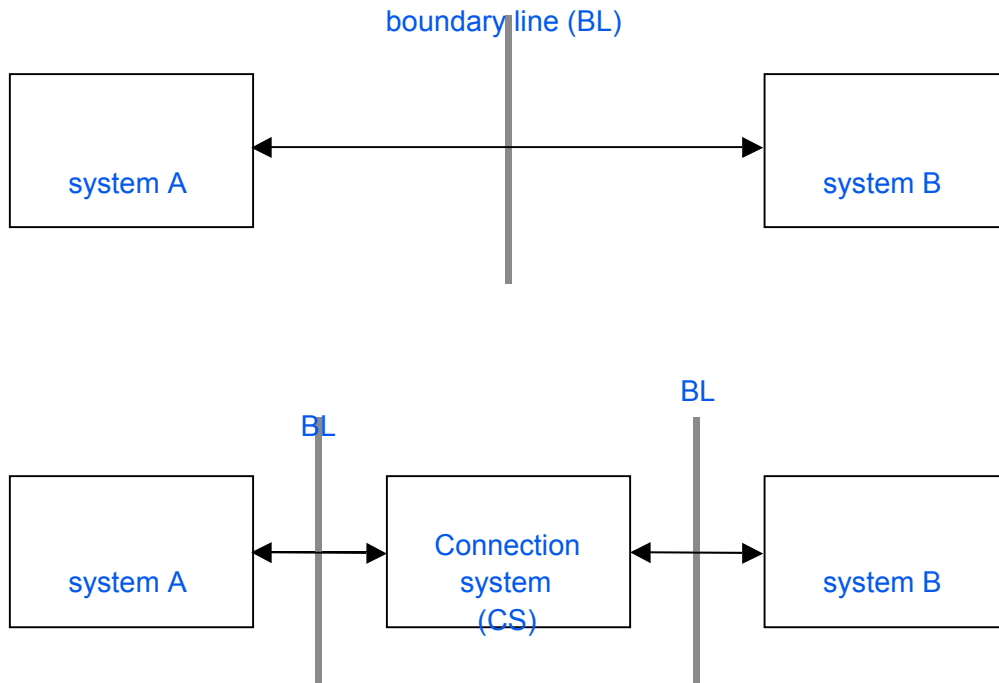 boundary line (BL)
system A
system B
BL
BL
system A
Connection
system
(CS)
system B